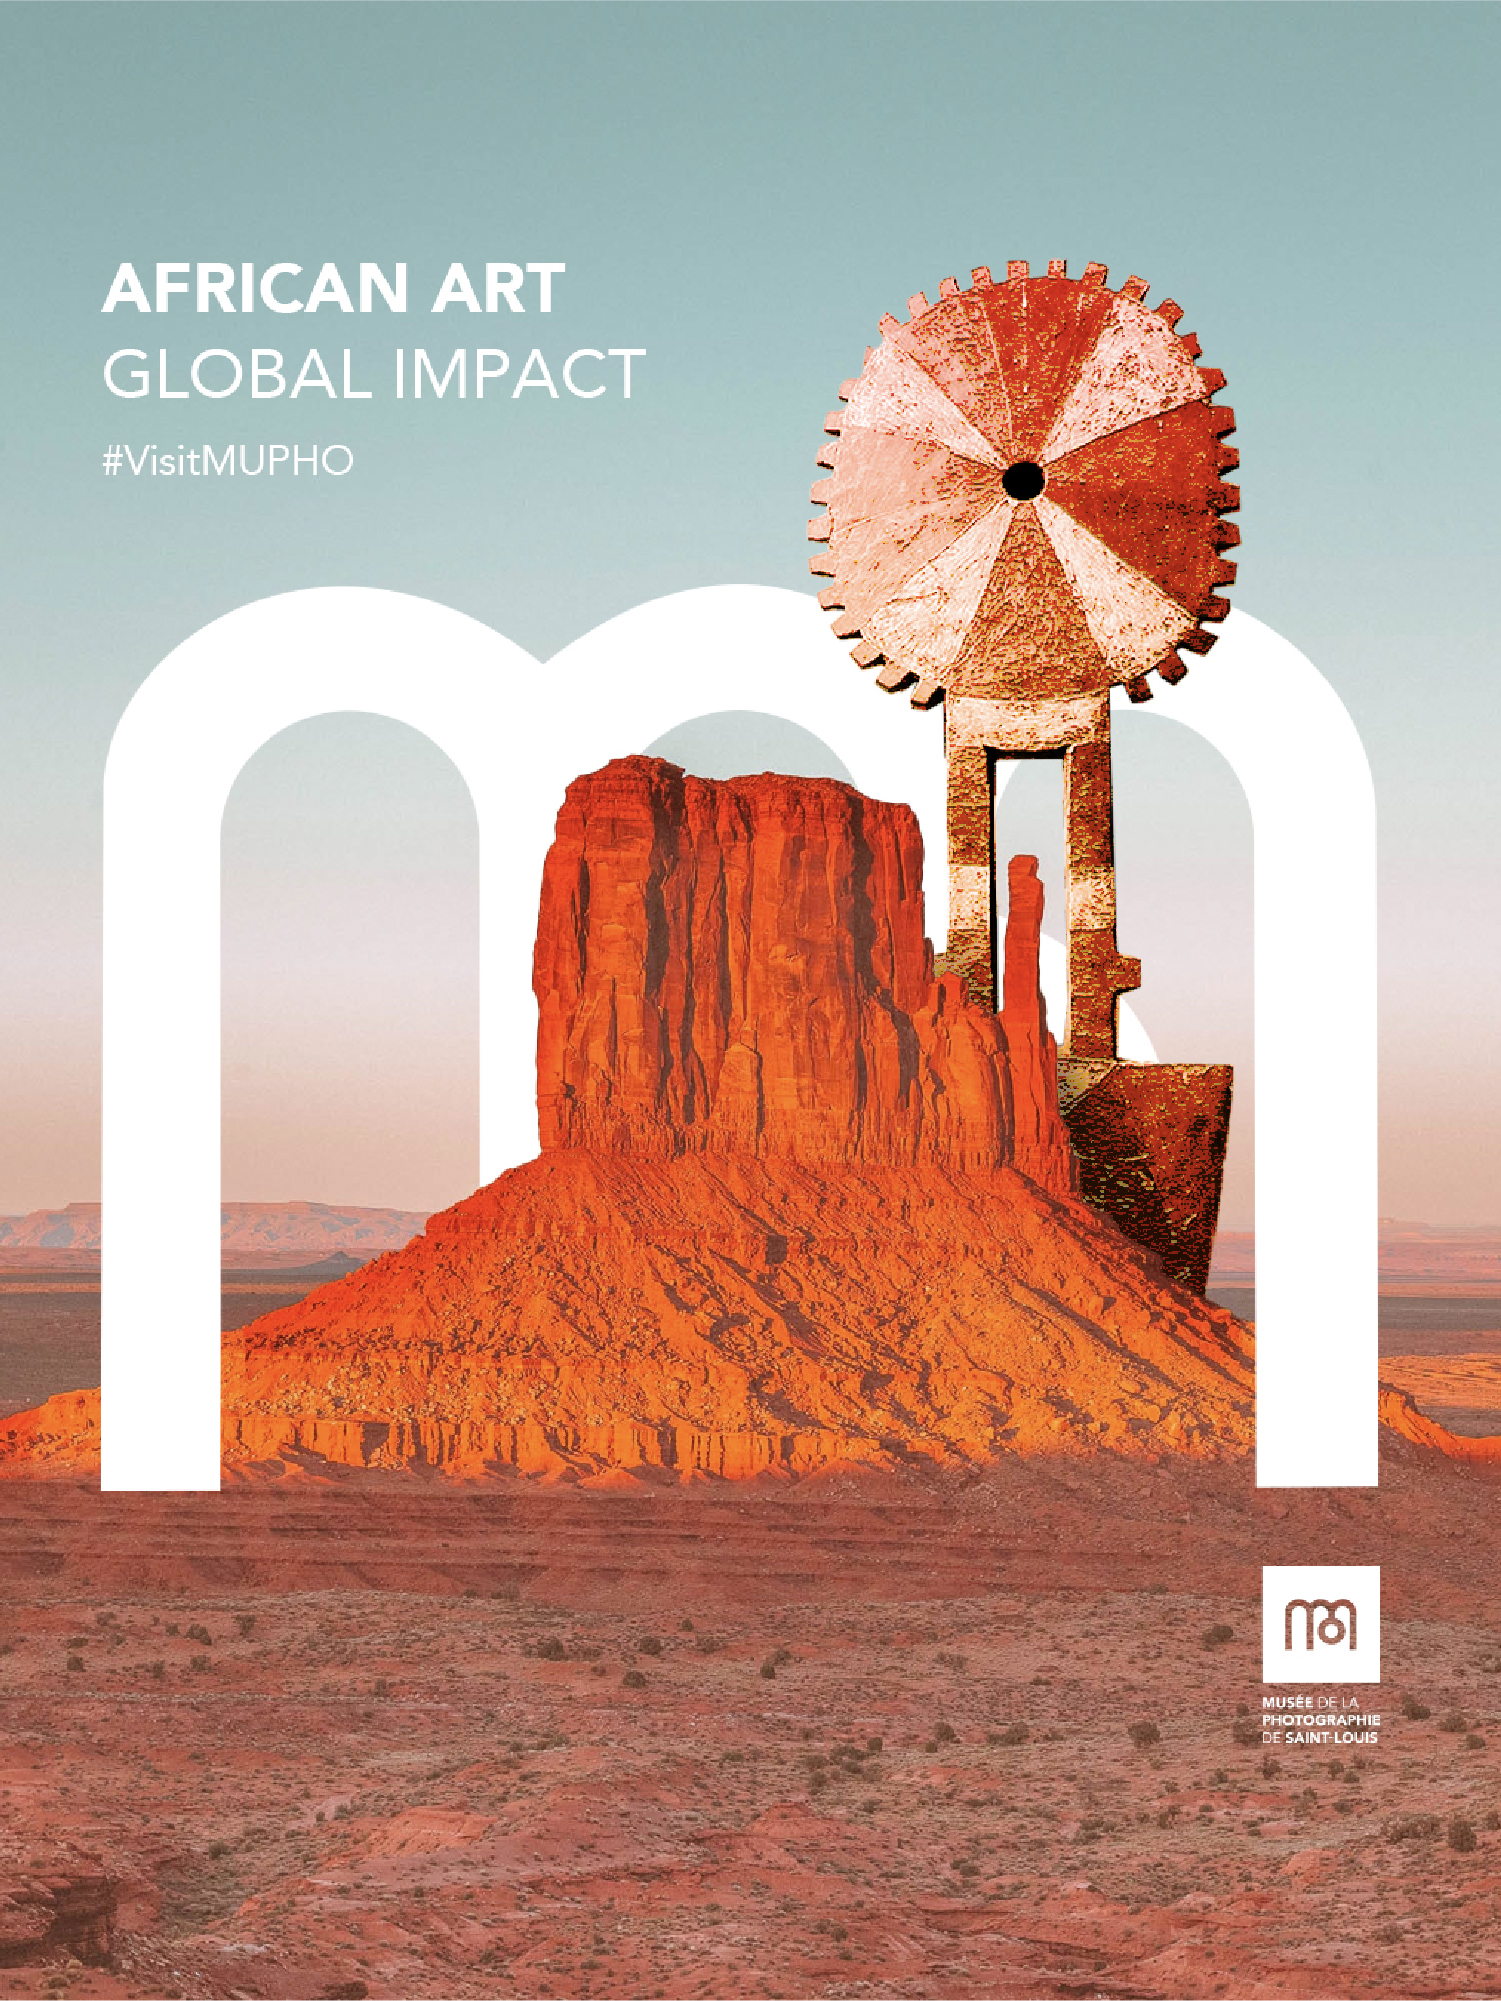 AFRICAN ART
GLOBAL IMPACT
#VisitMUPHO
MUSÉE DE LA
PHOTOGRAPHIE
DE SAINT-LOUIS